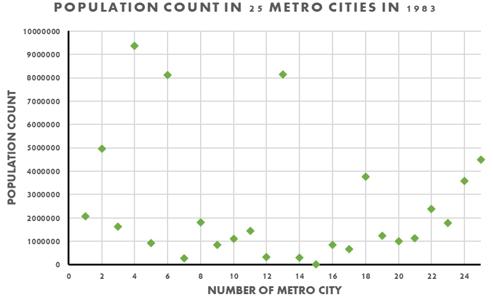 POPULATION COUNT IN 25 METRO CITIES IN 1983
10000000
9000000
8000000
7000000
6000000
5000000
4000000
3000000
2000000
1000000
0
POPULATION COUNT
0 2 4 6 8 10 12 14 16 18 20 22 24
NUMBER OF METRO CITY